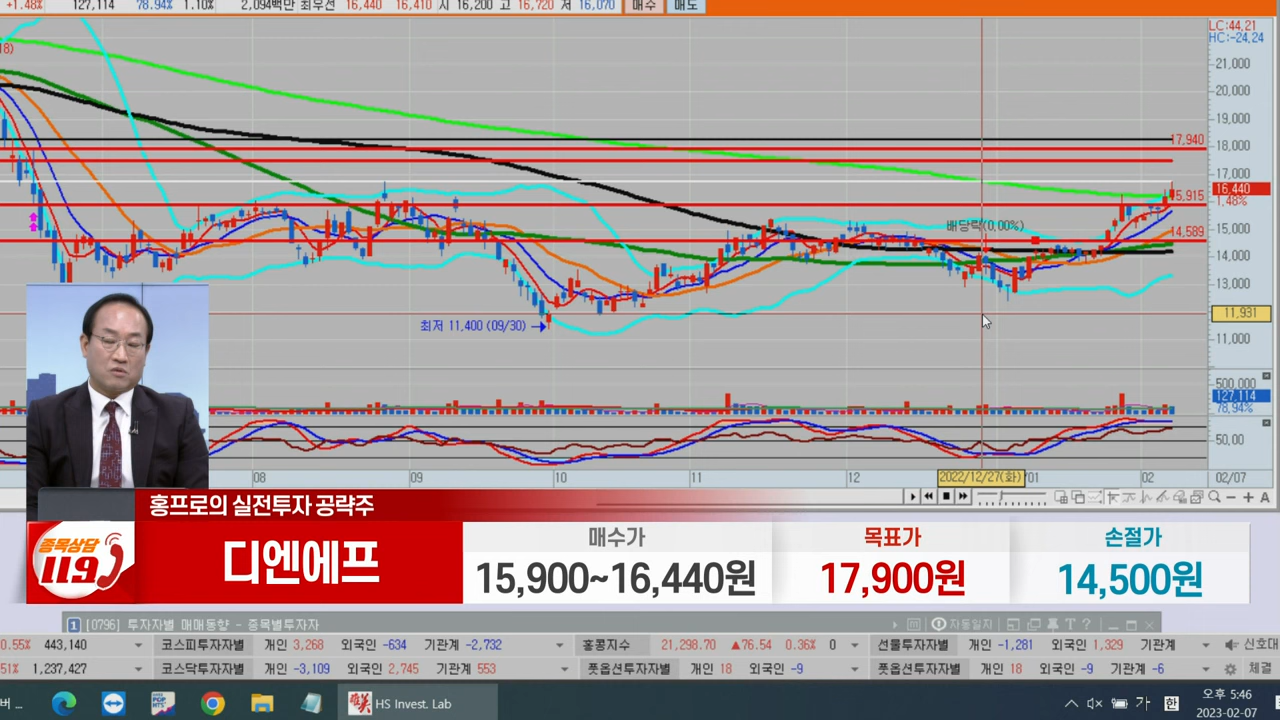 +1.48% 127,114 78.94% 1.10% 2,094백만 최우선 16,440 16,410 시 16,200 고 16,720 저 16,070 매수 매도
LC:44,21
HC:-24,24
18)
21,000
20,000
19,000
18,000
17,940
17,000
16,440
1,48%
15,915
배당락(0,00%)
15,000
14,589
14,000
13,000
최저 11,400 (09/30)
11,931
11,000
500,000
127,114
78,94%
50,00
08 09 10 11 12 2022/12/27(화) 01 02 02/07
홍프로의 실전투자 공략주
종목상담
119
디엔에프
매수가 목표가 손절가
15,900~16,440원 17,900원 14,500원
1 [0796] 투자자별 매매동향 - 종목별투자자 자동일지
0.55% 443,140 코스피투자자별 개인 3,268 외국인 -634 기관계 -2,732 홍콩지수 21,298.70 ▲76.54 0.36% 0 선물투자자별 개인 -1,281 외국인 1,329 기관계 신호대
51% 1,237,427 코스닥투자자별 개인 -3,109 외국인 2,745 기관계 553 풋옵션투자자별 개인 18 외국인 -9 풋옵션투자자별 개인 18 외국인 -9 기관계 -6 체결
버 ... HS Invest. Lab 가 한 오후 5:46
2023-02-07